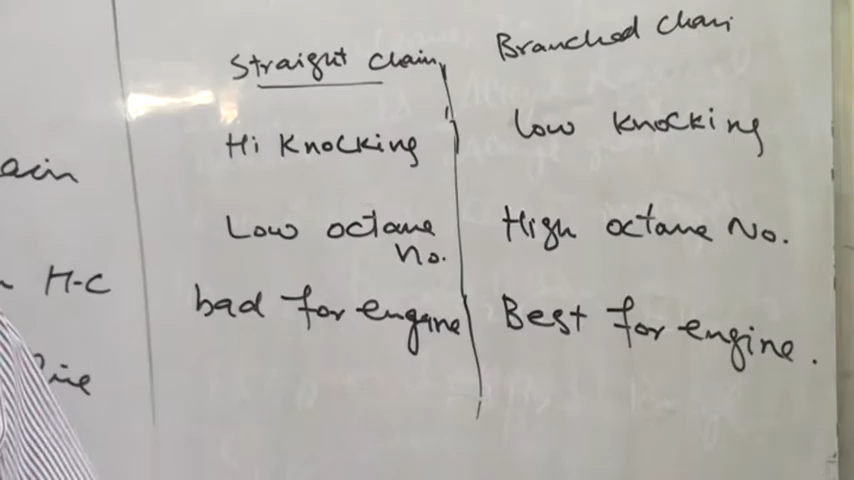 Straight Chain
Branched Chain
Hi Knocking
Low Knocking
Low octane
No.
High octane No.
bad for engine
Best for engine.
ain
H-C